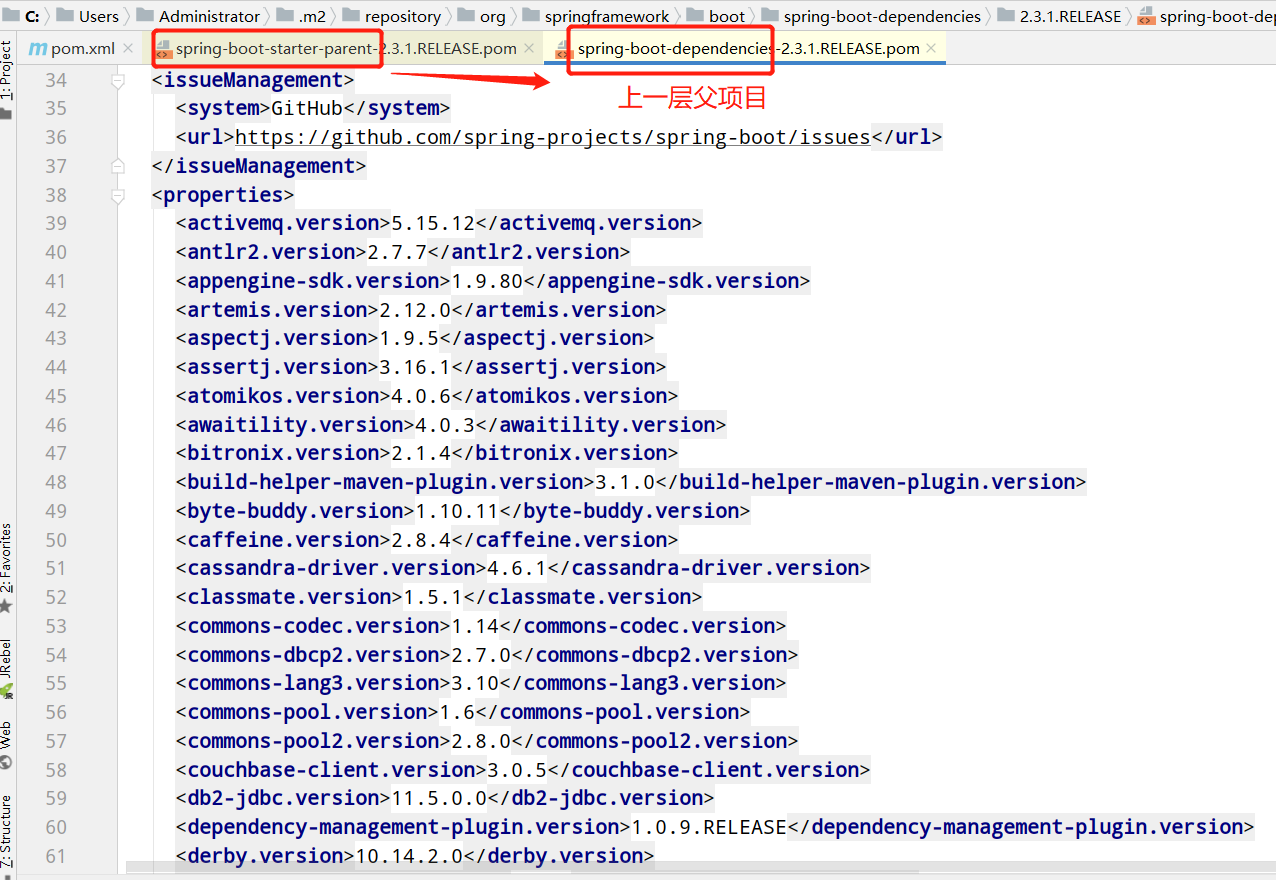 C: Users Administrator .m2 repository org springframework boot spring-boot-dependencies 2.3.1.RELEASE spring-boot-dep
pom.xml spring-boot-starter-parent-2.3.1.RELEASE.pom spring-boot-dependencies-2.3.1.RELEASE.pom
上一层父项目
1: Project
2: Favorites
JRebel
Web
Z: Structure
34 <issueManagement>
35 <system>GitHub</system>
36 <url>https://github.com/spring-projects/spring-boot/issues</url>
37 </issueManagement>
38 <properties>
39 <activemq.version>5.15.12</activemq.version>
40 <antlr2.version>2.7.7</antlr2.version>
41 <appengine-sdk.version>1.9.80</appengine-sdk.version>
42 <artemis.version>2.12.0</artemis.version>
43 <aspectj.version>1.9.5</aspectj.version>
44 <assertj.version>3.16.1</assertj.version>
45 <atomikos.version>4.0.6</atomikos.version>
46 <awaitility.version>4.0.3</awaitility.version>
47 <bitronix.version>2.1.4</bitronix.version>
48 <build-helper-maven-plugin.version>3.1.0</build-helper-maven-plugin.version>
49 <byte-buddy.version>1.10.11</byte-buddy.version>
50 <caffeine.version>2.8.4</caffeine.version>
51 <cassandra-driver.version>4.6.1</cassandra-driver.version>
52 <classmate.version>1.5.1</classmate.version>
53 <commons-codec.version>1.14</commons-codec.version>
54 <commons-dbcp2.version>2.7.0</commons-dbcp2.version>
55 <commons-lang3.version>3.10</commons-lang3.version>
56 <commons-pool.version>1.6</commons-pool.version>
57 <commons-pool2.version>2.8.0</commons-pool2.version>
58 <couchbase-client.version>3.0.5</couchbase-client.version>
59 <db2-jdbc.version>11.5.0.0</db2-jdbc.version>
60 <dependency-management-plugin.version>1.0.9.RELEASE</dependency-management-plugin.version>
61 <derby.version>10.14.2.0</derby.version>